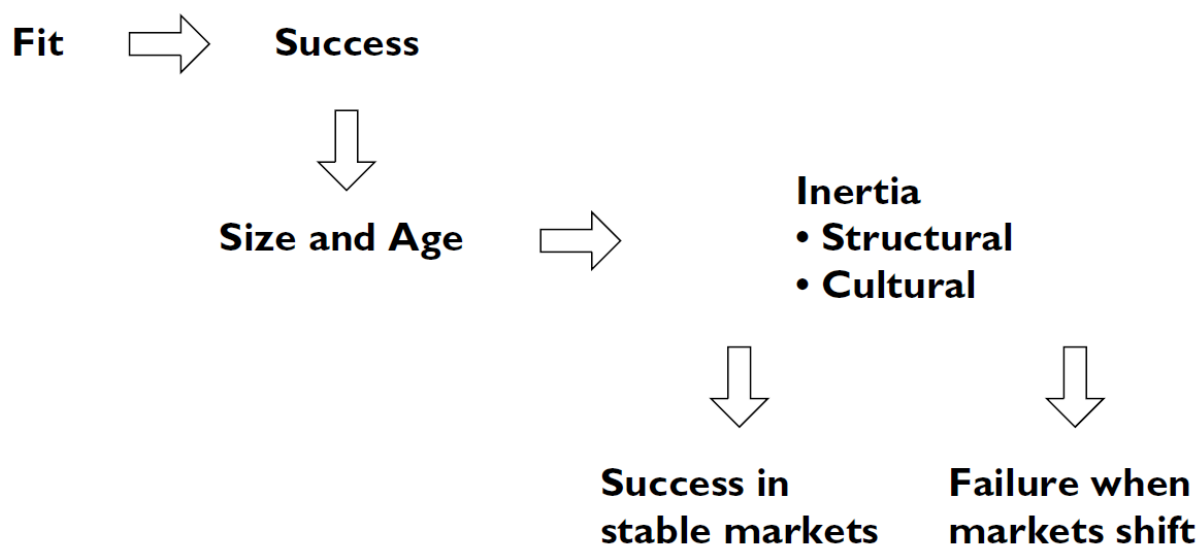 Fit
Success
Size and Age
Inertia
• Structural
• Cultural
Success in
stable markets
Failure when
markets shift